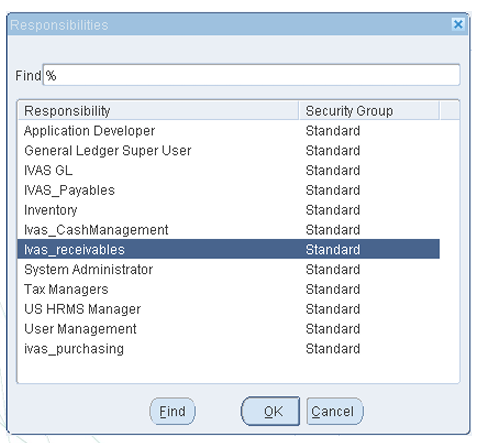 Responsibilities
Find %
Responsibility Security Group
Application Developer Standard
General Ledger Super User Standard
IVAS GL Standard
IVAS_Payables Standard
Inventory Standard
Ivas_CashManagement Standard
Ivas_receivables Standard
System Administrator Standard
Tax Managers Standard
US HRMS Manager Standard
User Management Standard
ivas_purchasing Standard
Find OK Cancel